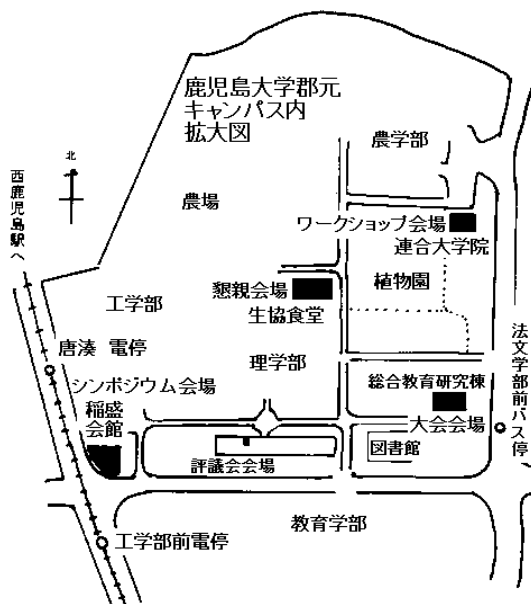 鹿児島大学郡元
キャンパス内
拡大図
農学部
北
西鹿児島駅へ
農場
ワークショップ会場
連合大学院
懇親会場
植物園
工学部
生協食堂
唐湊 電停
理学部
法文学部前バス停
シンポジウム会場
総合教育研究棟
稲盛
会館
大会会場
図書館
評議会会場
教育学部
工学部前電停